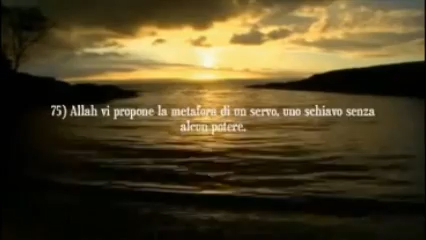 75) Allah vi propone la metafora di un servo, uno schiavo senza
alcun potere,